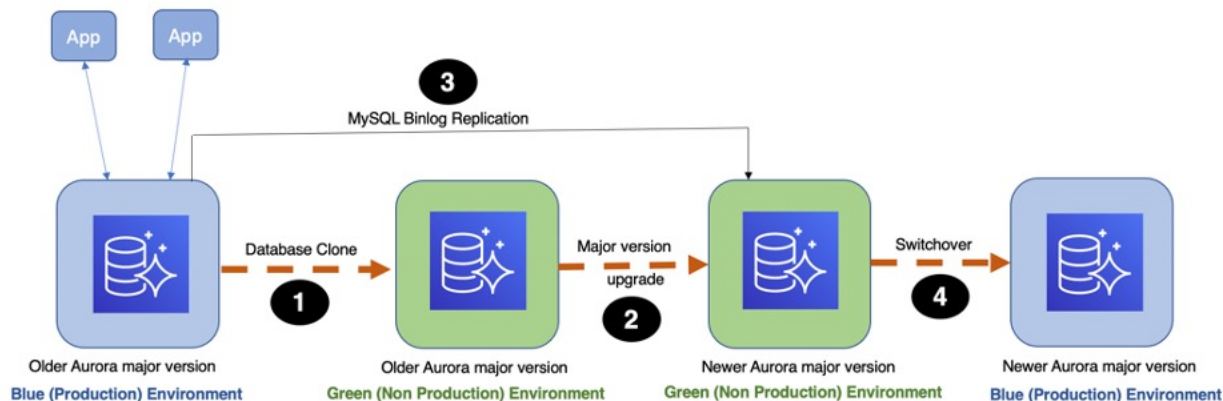 App
App
3
MySQL Binlog Replication
Database Clone
1
Major version
upgrade
2
Switchover
4
Older Aurora major version
Blue (Production) Environment
Older Aurora major version
Green (Non Production) Environment
Newer Aurora major version
Green (Non Production) Environment
Newer Aurora major version
Blue (Production) Environment